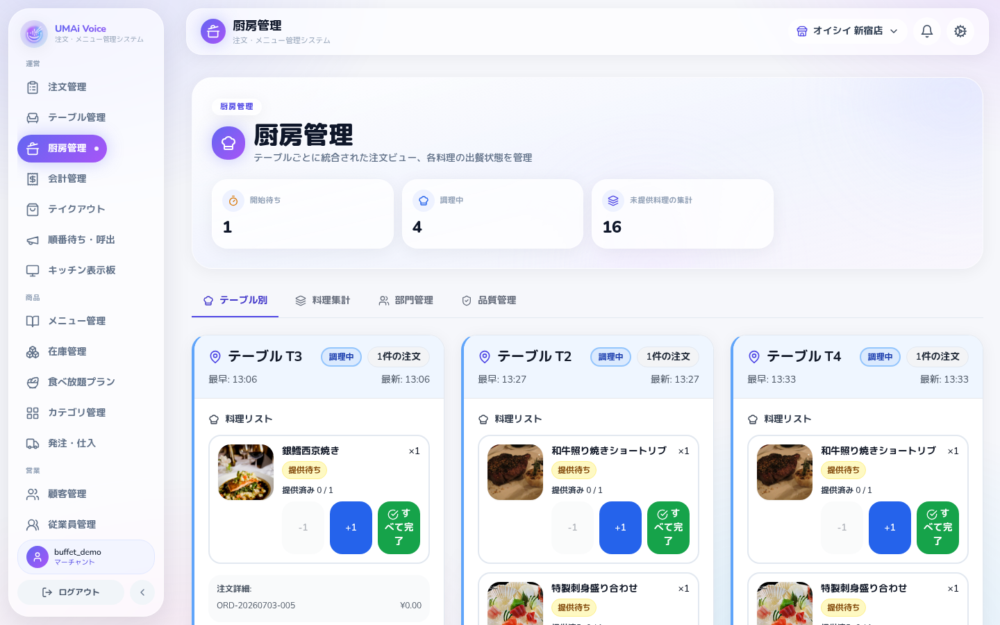 UMAi Voice
注文・メニュー管理システム
運営
注文管理
テーブル管理
厨房管理
会計管理
テイクアウト
順番待ち・呼出
キッチン表示板
商品
メニュー管理
在庫管理
食べ放題プラン
カテゴリ管理
発注・仕入
営業
顧客管理
従業員管理
buffet_demo
マーチャント
ログアウト
厨房管理
注文・メニュー管理システム
オイシイ 新宿店
厨房管理
厨房管理
テーブルごとに統合された注文ビュー、各料理の出餐状態を管理
開始待ち
1
調理中
4
未提供料理の集計
16
テーブル別
料理集計
部門管理
品質管理
テーブル T3
調理中
1件の注文
最早: 13:06
最新: 13:06
料理リスト
銀鱈西京焼き
×1
提供待ち
提供済み 0 / 1
-1
+1
すべて完了
注文詳細:
ORD-20260703-005
¥0.00
テーブル T2
調理中
1件の注文
最早: 13:27
最新: 13:27
料理リスト
和牛照り焼きショートリブ
×1
提供待ち
提供済み 0 / 1
-1
+1
すべて完了
特製刺身盛り合わせ
×1
提供待ち
テーブル T4
調理中
1件の注文
最早: 13:33
最新: 13:33
料理リスト
和牛照り焼きショートリブ
×1
提供待ち
提供済み 0 / 1
-1
+1
すべて完了
特製刺身盛り合わせ
×1
提供待ち